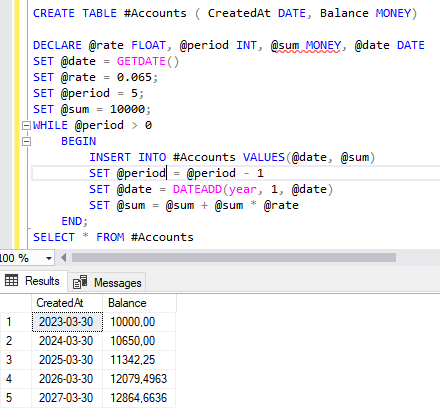 CREATE TABLE #Accounts ( CreatedAt DATE, Balance MONEY)
DECLARE @rate FLOAT, @period INT, @sum MONEY, @date DATE
SET @date = GETDATE()
SET @rate = 0.065;
SET @period = 5;
SET @sum = 10000;
WHILE @period > 0
BEGIN
INSERT INTO #Accounts VALUES(@date, @sum)
SET @period = @period - 1
SET @date = DATEADD(year, 1, @date)
SET @sum = @sum + @sum * @rate
END;
SELECT * FROM #Accounts
100 %
Results Messages
CreatedAt Balance
1 2023-03-30 10000,00
2 2024-03-30 10650,00
3 2025-03-30 11342,25
4 2026-03-30 12079,4963
5 2027-03-30 12864,6636